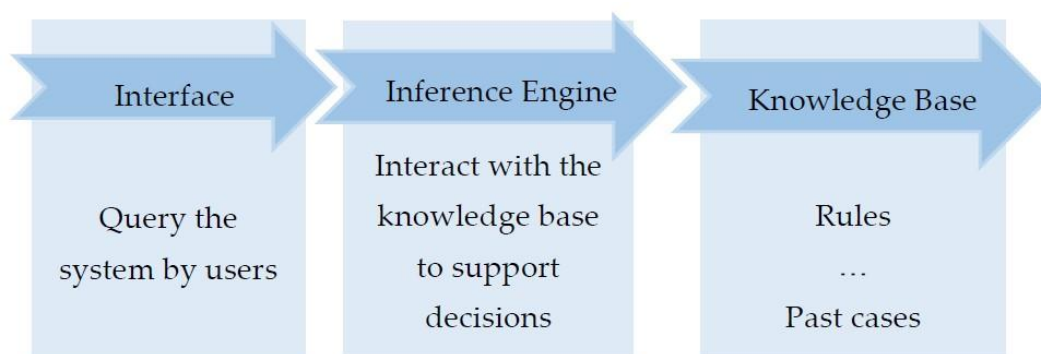 Interface
Query the
system by users
Inference Engine
Interact with the
knowledge base
to support
decisions
Knowledge Base
Rules
…
Past cases